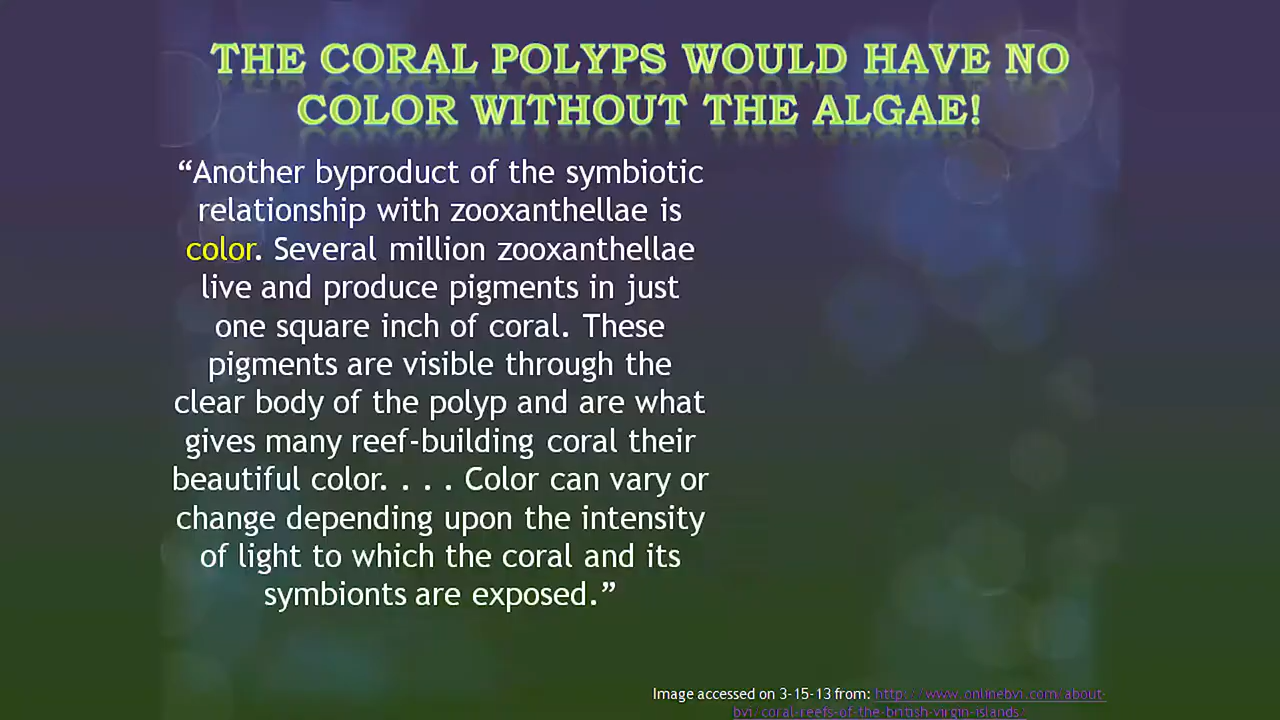 THE CORAL POLYPS WOULD HAVE NO
COLOR WITHOUT THE ALGAE!
“Another byproduct of the symbiotic
relationship with zooxanthellae is
color. Several million zooxanthellae
live and produce pigments in just
one square inch of coral. These
pigments are visible through the
clear body of the polyp and are what
gives many reef-building coral their
beautiful color. . . . Color can vary or
change depending upon the intensity
of light to which the coral and its
symbionts are exposed.”
Image accessed on 3-15-13 from: http://www.onlinebvi.com/about-
bvi/coral-reefs-of-the-british-virgin-islands/